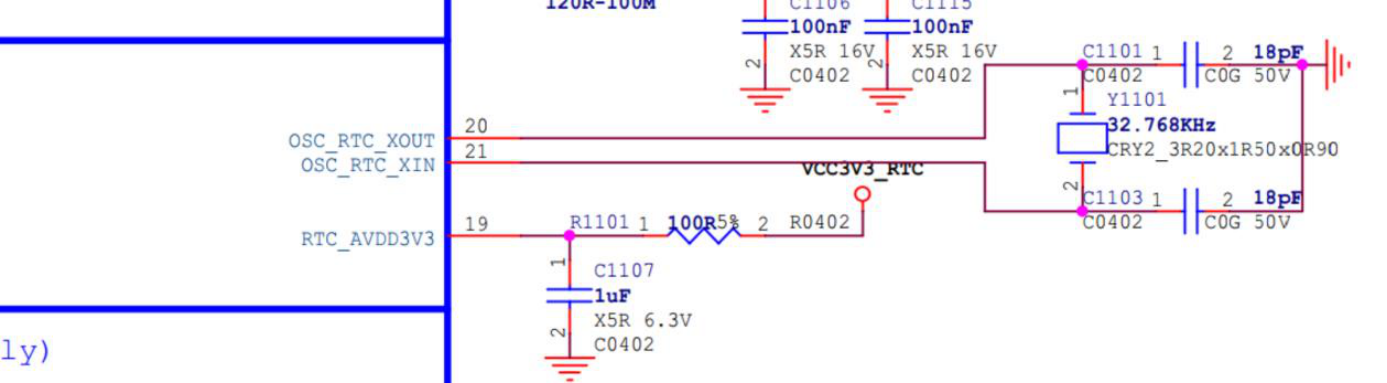 120R-100M
C1106
C1115
100nF
100nF
X5R 16V
X5R 16V
2
2
C0402
C0402
C1101 1
2 18pF
C0402
C0G 50V
1
Y1101
32.768KHz
CRY2_3R20x1R50x0R90
2
C1103 1
2 18pF
C0402
C0G 50V
OSC_RTC_XOUT
20
OSC_RTC_XIN
21
VCC3V3_RTC
RTC_AVDD3V3
19
R1101 1 100R 5% 2 R0402
1
C1107
1uF
X5R 6.3V
2
C0402
ly)